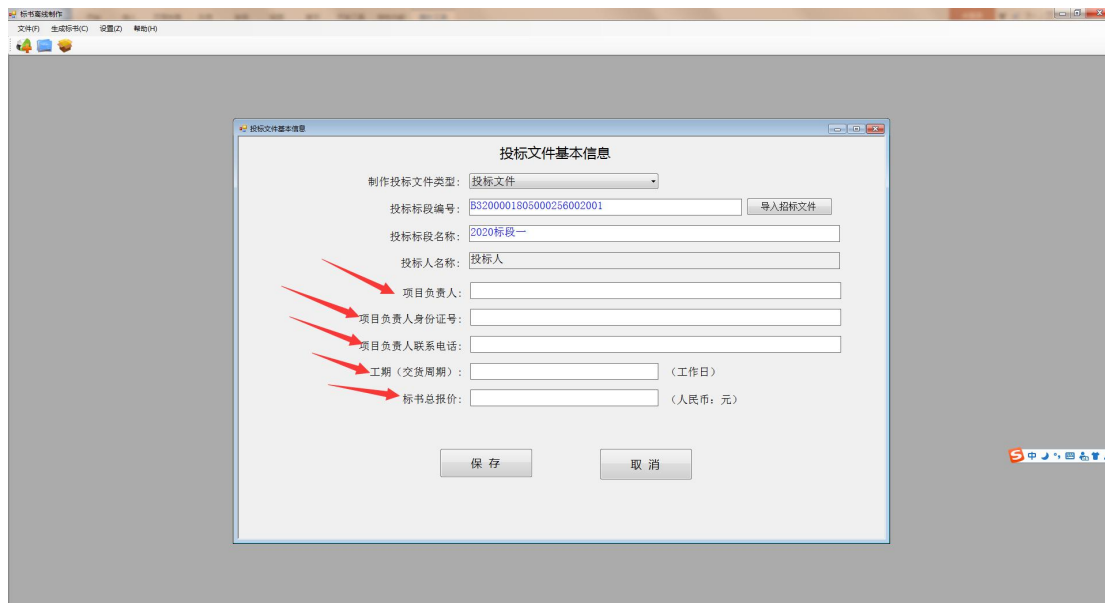 标书离线制作
文件(F) 生成标书(C) 设置(Z) 帮助(H)
投标文件基本信息
投标文件基本信息
制作投标文件类型: 投标文件
投标标段编号: B3200001805000256002001 导入招标文件
投标标段名称: 2020标段一
投标人名称: 投标人
项目负责人:
项目负责人身份证号:
项目负责人联系电话:
工期（交货周期）: （工作日）
标书总报价: （人民币：元）
保 存 取 消
中